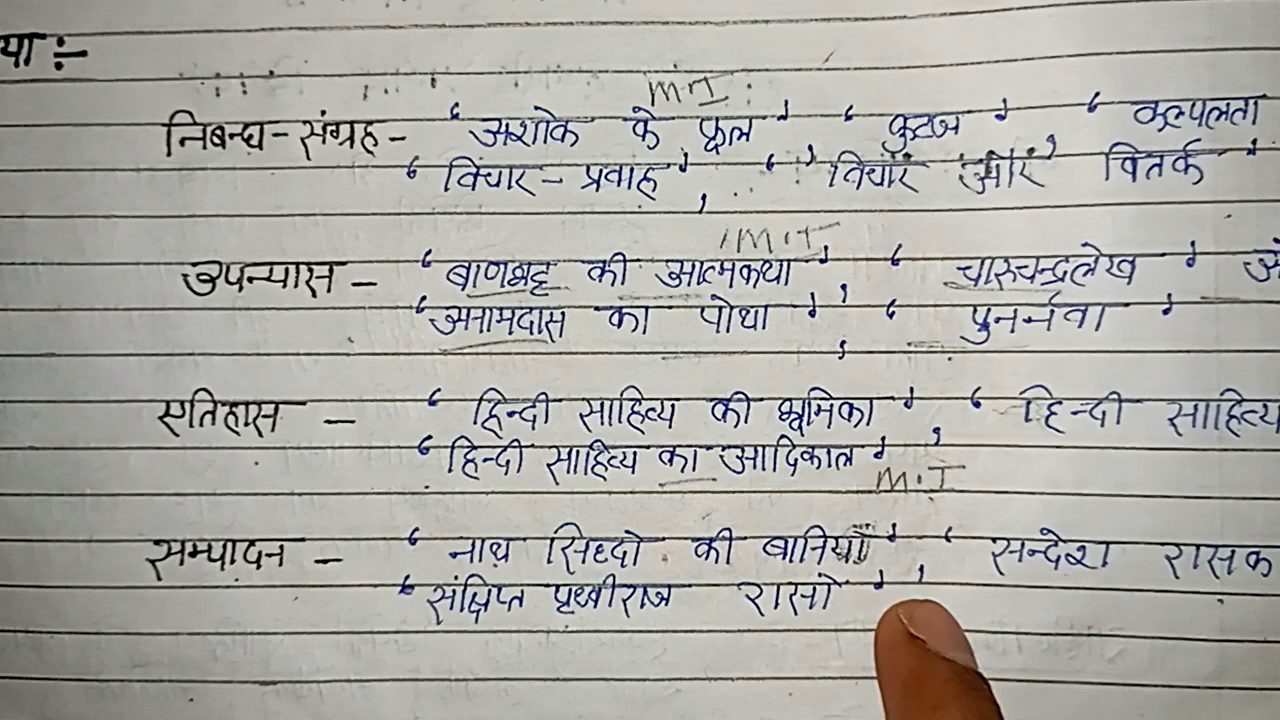 या :-
M.I
निबन्ध - संग्रह - ' अशोक के फूल ' ' कुटज ' ' कल्पलता
' विचार - प्रवाह ' , ' विचार और वितर्क '
M.I
उपन्यास - ' बाणभट्ट की आत्मकथा ' , ' चारुचन्द्रलेख '
' अनामदास का पोथा ' , ' पुनर्नवा '
एतिहास - ' हिन्दी साहित्य की भूमिका ' , ' हिन्दी साहित्य
' हिन्दी साहित्य का आदिकाल '
M.I
सम्पादन - ' नाथ सिध्दो की बानियाँ ' , ' सन्देश रासक
' संक्षिप्त पृथ्वीराज रासो '